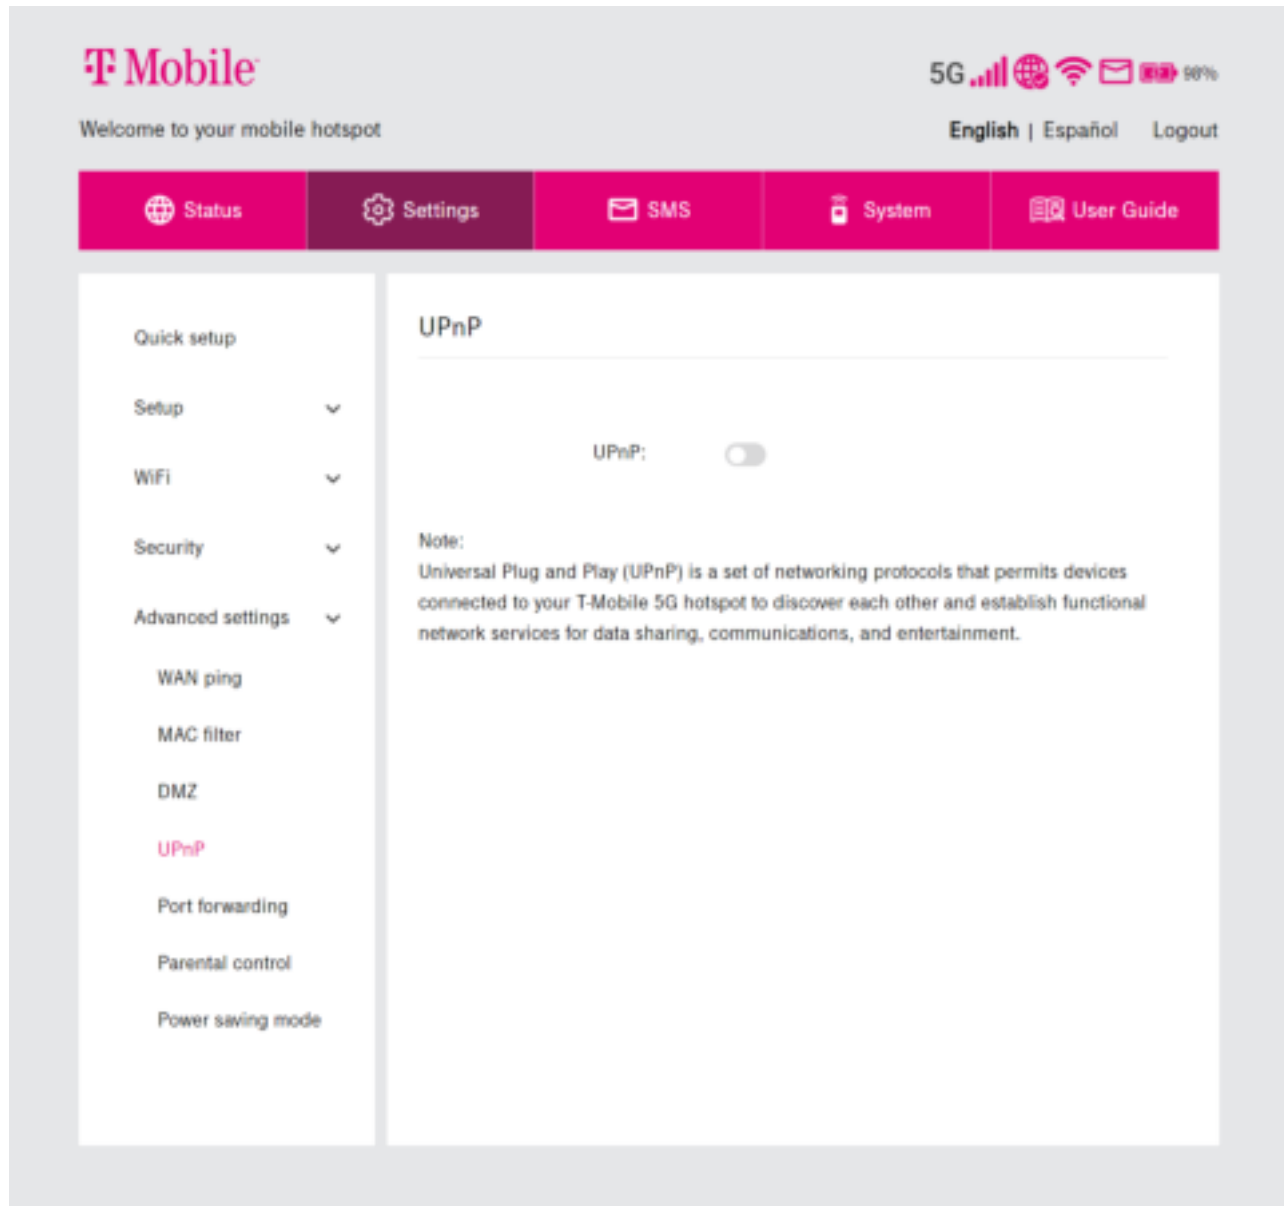 T Mobile
5G 98%
Welcome to your mobile hotspot
English | Español Logout
Status Settings SMS System User Guide
Quick setup
Setup
WiFi
Security
Advanced settings
WAN ping
MAC filter
DMZ
UPnP
Port forwarding
Parental control
Power saving mode
UPnP
UPnP:
Note:
Universal Plug and Play (UPnP) is a set of networking protocols that permits devices
connected to your T-Mobile 5G hotspot to discover each other and establish functional
network services for data sharing, communications, and entertainment.